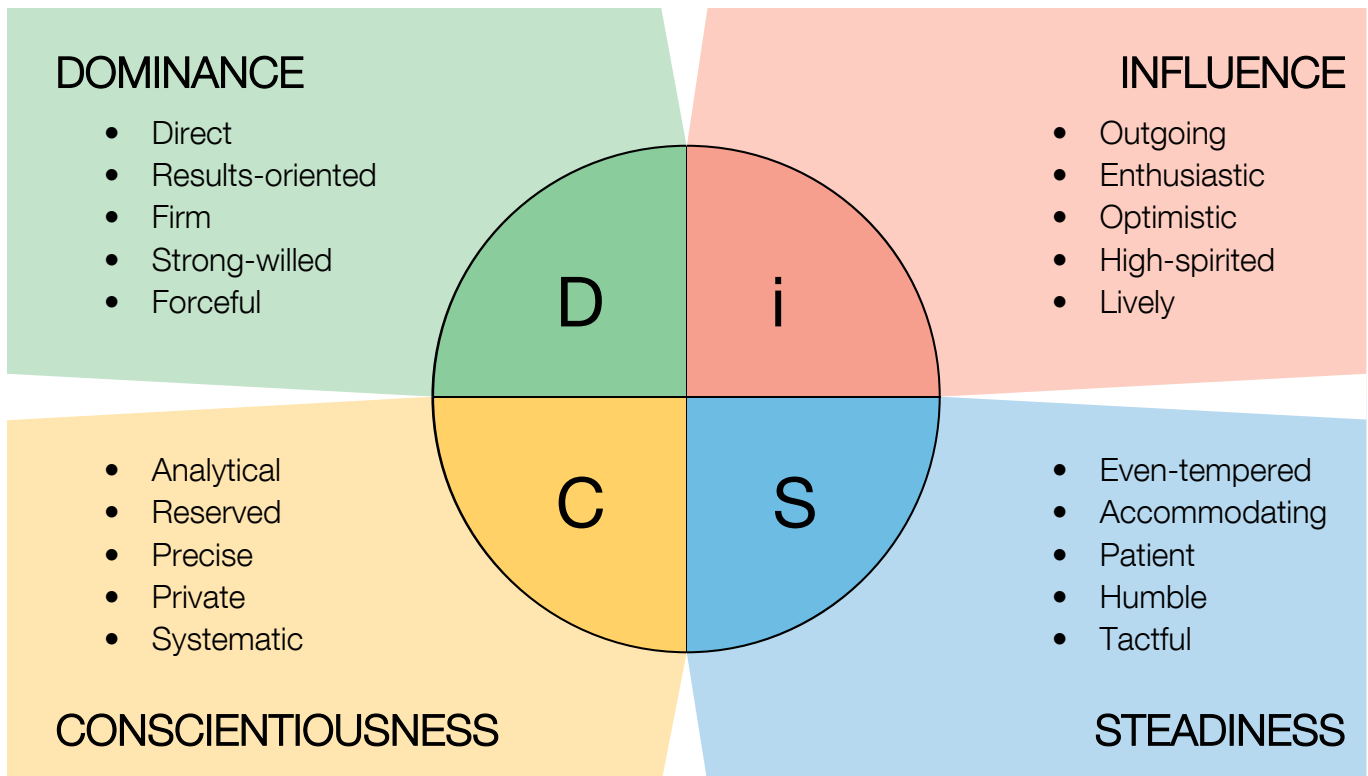 DOMINANCE
• Direct
• Results-oriented
• Firm
• Strong-willed
• Forceful
INFLUENCE
• Outgoing
• Enthusiastic
• Optimistic
• High-spirited
• Lively
D
i
C
S
• Analytical
• Reserved
• Precise
• Private
• Systematic
CONSCIENTIOUSNESS
• Even-tempered
• Accommodating
• Patient
• Humble
• Tactful
STEADINESS